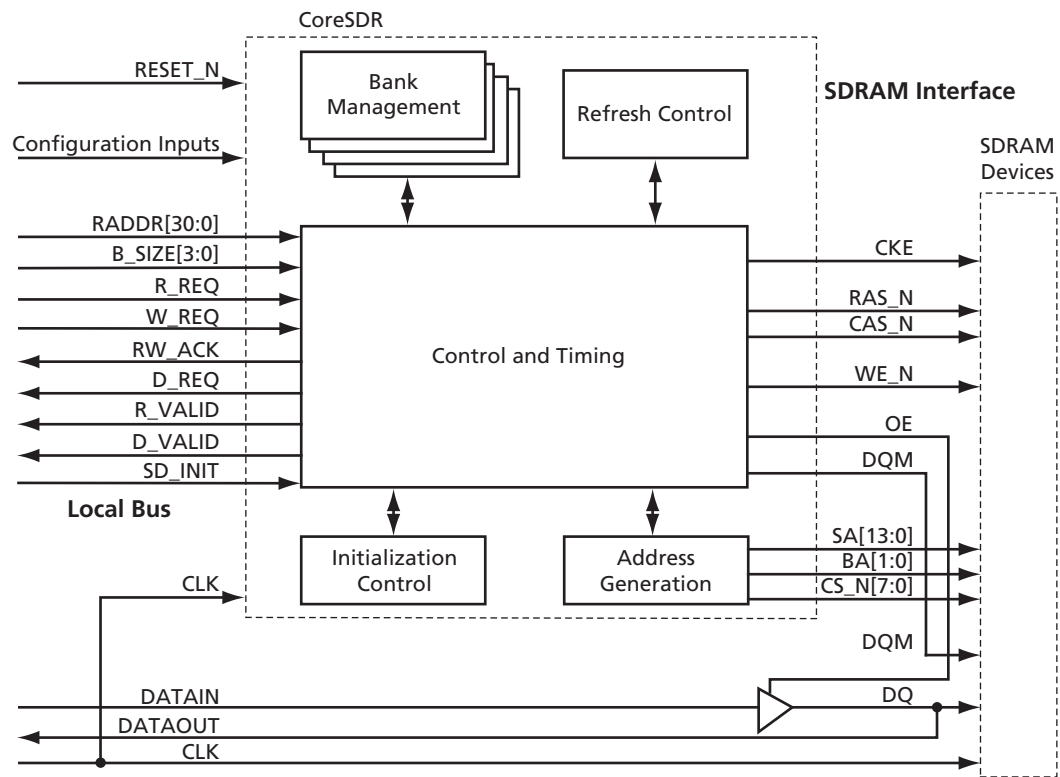 CoreSDR
RESET_N
Bank
Management
Refresh Control
SDRAM Interface
Configuration Inputs
SDRAM
Devices
RADDR[30:0]
B_SIZE[3:0]
R_REQ
W_REQ
RW_ACK
D_REQ
R_VALID
D_VALID
SD_INIT
Local Bus
Control and Timing
CKE
RAS_N
CAS_N
WE_N
OE
DQM
Initialization
Control
Address
Generation
SA[13:0]
BA[1:0]
CS_N[7:0]
CLK
DQM
DATAIN
DQ
DATAOUT
CLK